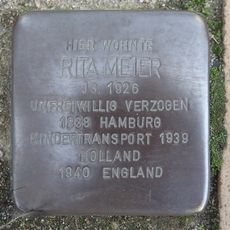 HIER WOHNTE
RITA MEIER
JG. 1926
UNFREIWILLIG VERZOGEN
1938 HAMBURG
KINDERTRANSPORT 1939
HOLLAND
1940 ENGLAND